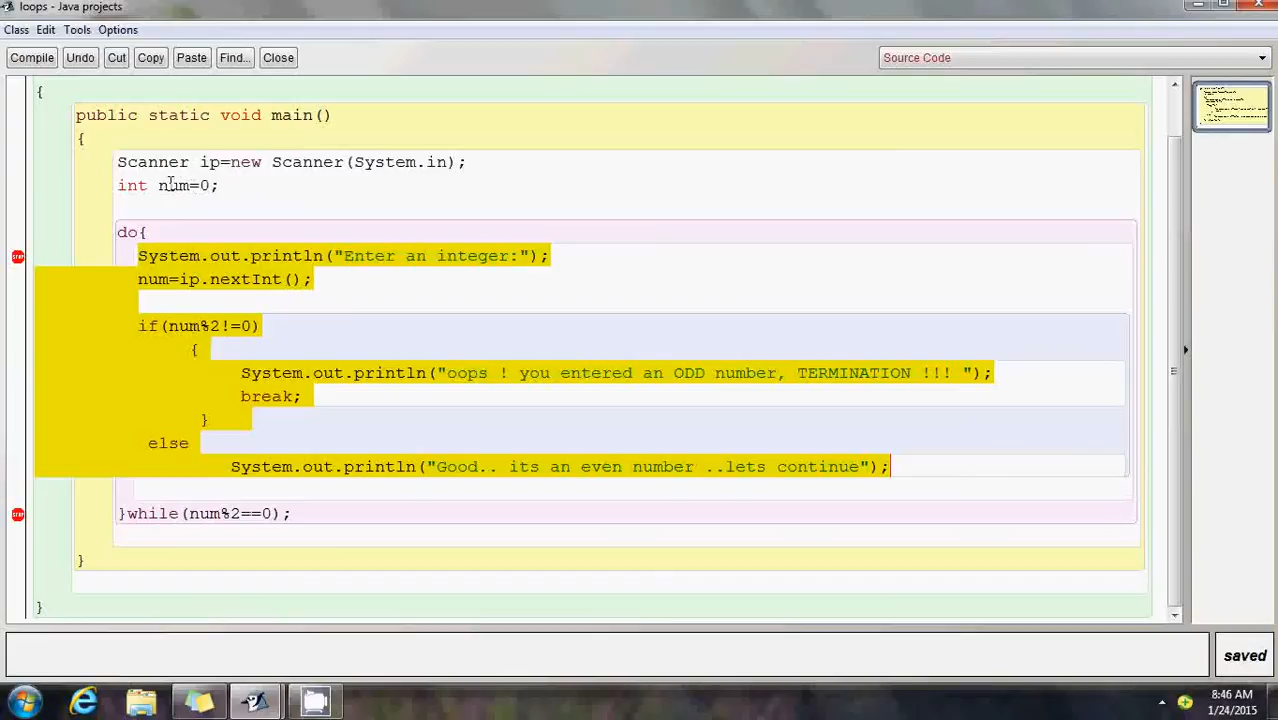 loops - Java projects
Class Edit Tools Options
Compile Undo Cut Copy Paste Find... Close Source Code
{
public static void main()
{
Scanner ip=new Scanner(System.in);
int num=0;
do{
System.out.println("Enter an integer:");
num=ip.nextInt();
if(num%2!=0)
{
System.out.println("oops ! you entered an ODD number, TERMINATION !!! ");
break;
}
else
System.out.println("Good.. its an even number ..lets continue");
}while(num%2==0);
}
}
saved
8:46 AM
1/24/2015